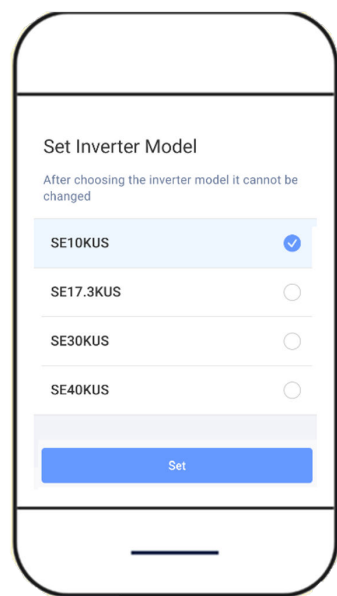 Set Inverter Model
After choosing the inverter model it cannot be
changed
SE10KUS
SE17.3KUS
SE30KUS
SE40KUS
Set